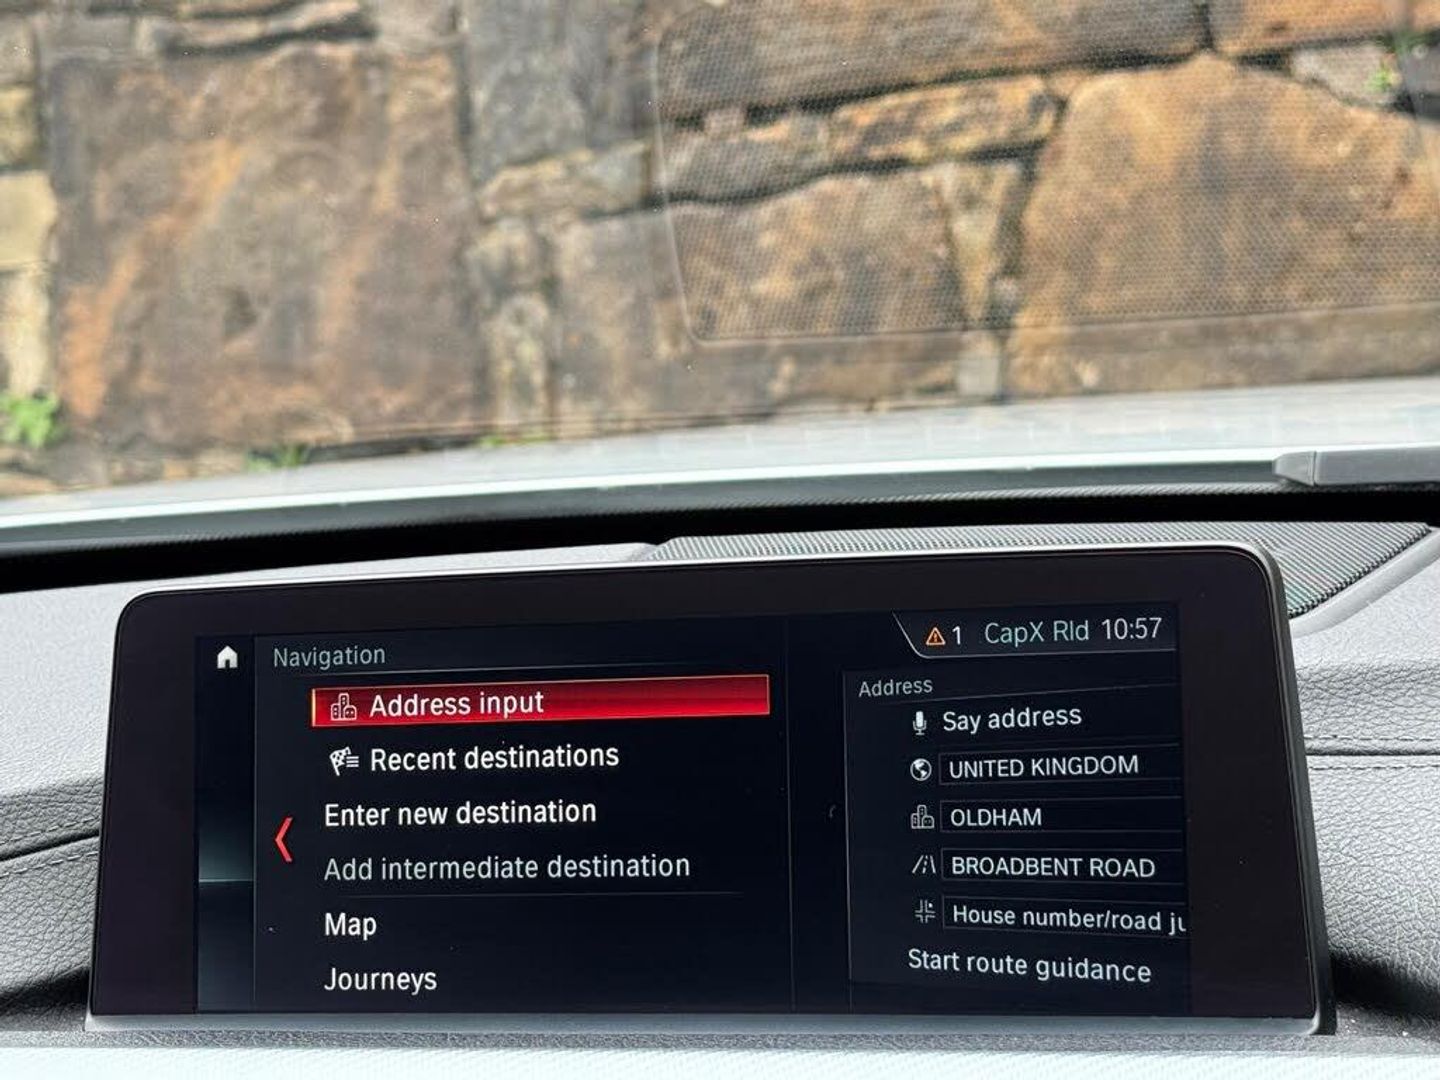 Navigation
Address input
Recent destinations
Enter new destination
Add intermediate destination
Map
Journeys
1 CapX Rld 10:57
Address
Say address
UNITED KINGDOM
OLDHAM
BROADBENT ROAD
House number/road ju
Start route guidance